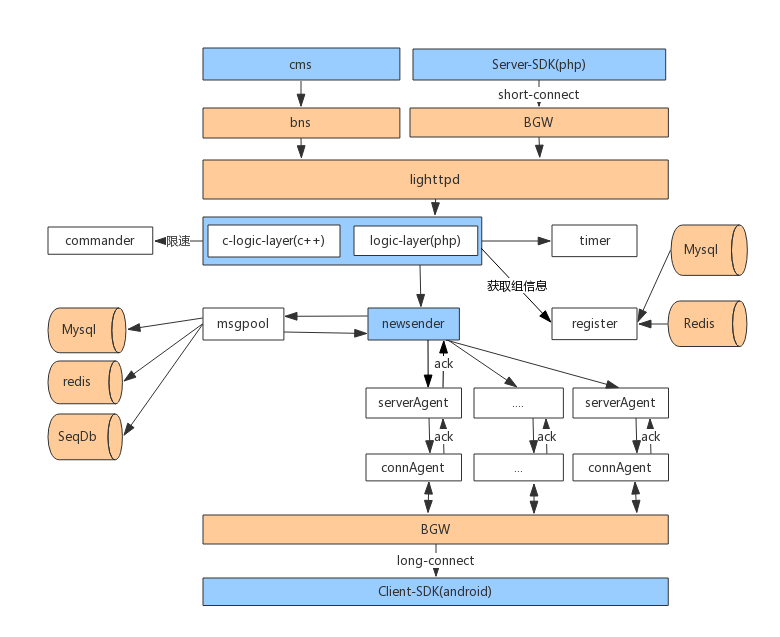 cms
Server-SDK(php)
short-connect
bns
BGW
lighttpd
commander
限速
c-logic-layer(c++)
logic-layer(php)
timer
Mysql
获取组信息
Mysql
msgpool
newsender
register
Redis
ack
redis
serverAgent
....
serverAgent
SeqDb
ack
ack
ack
connAgent
...
connAgent
BGW
long-connect
Client-SDK(android)